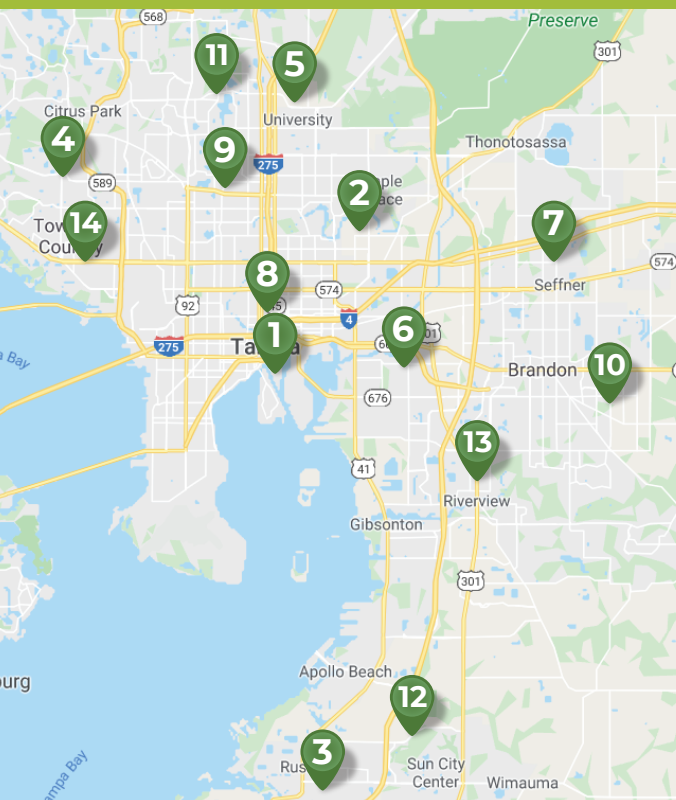 568
Preserve
301
11
5
Citrus Park
University
4
Thonotosassa
9
275
589
2
14
7
574
8
Seffner
574
92
4
1
6
275
Brandon
10
676
13
41
Riverview
Gibsonton
301
Apollo Beach
12
3
Sun City
Center
Wimauma